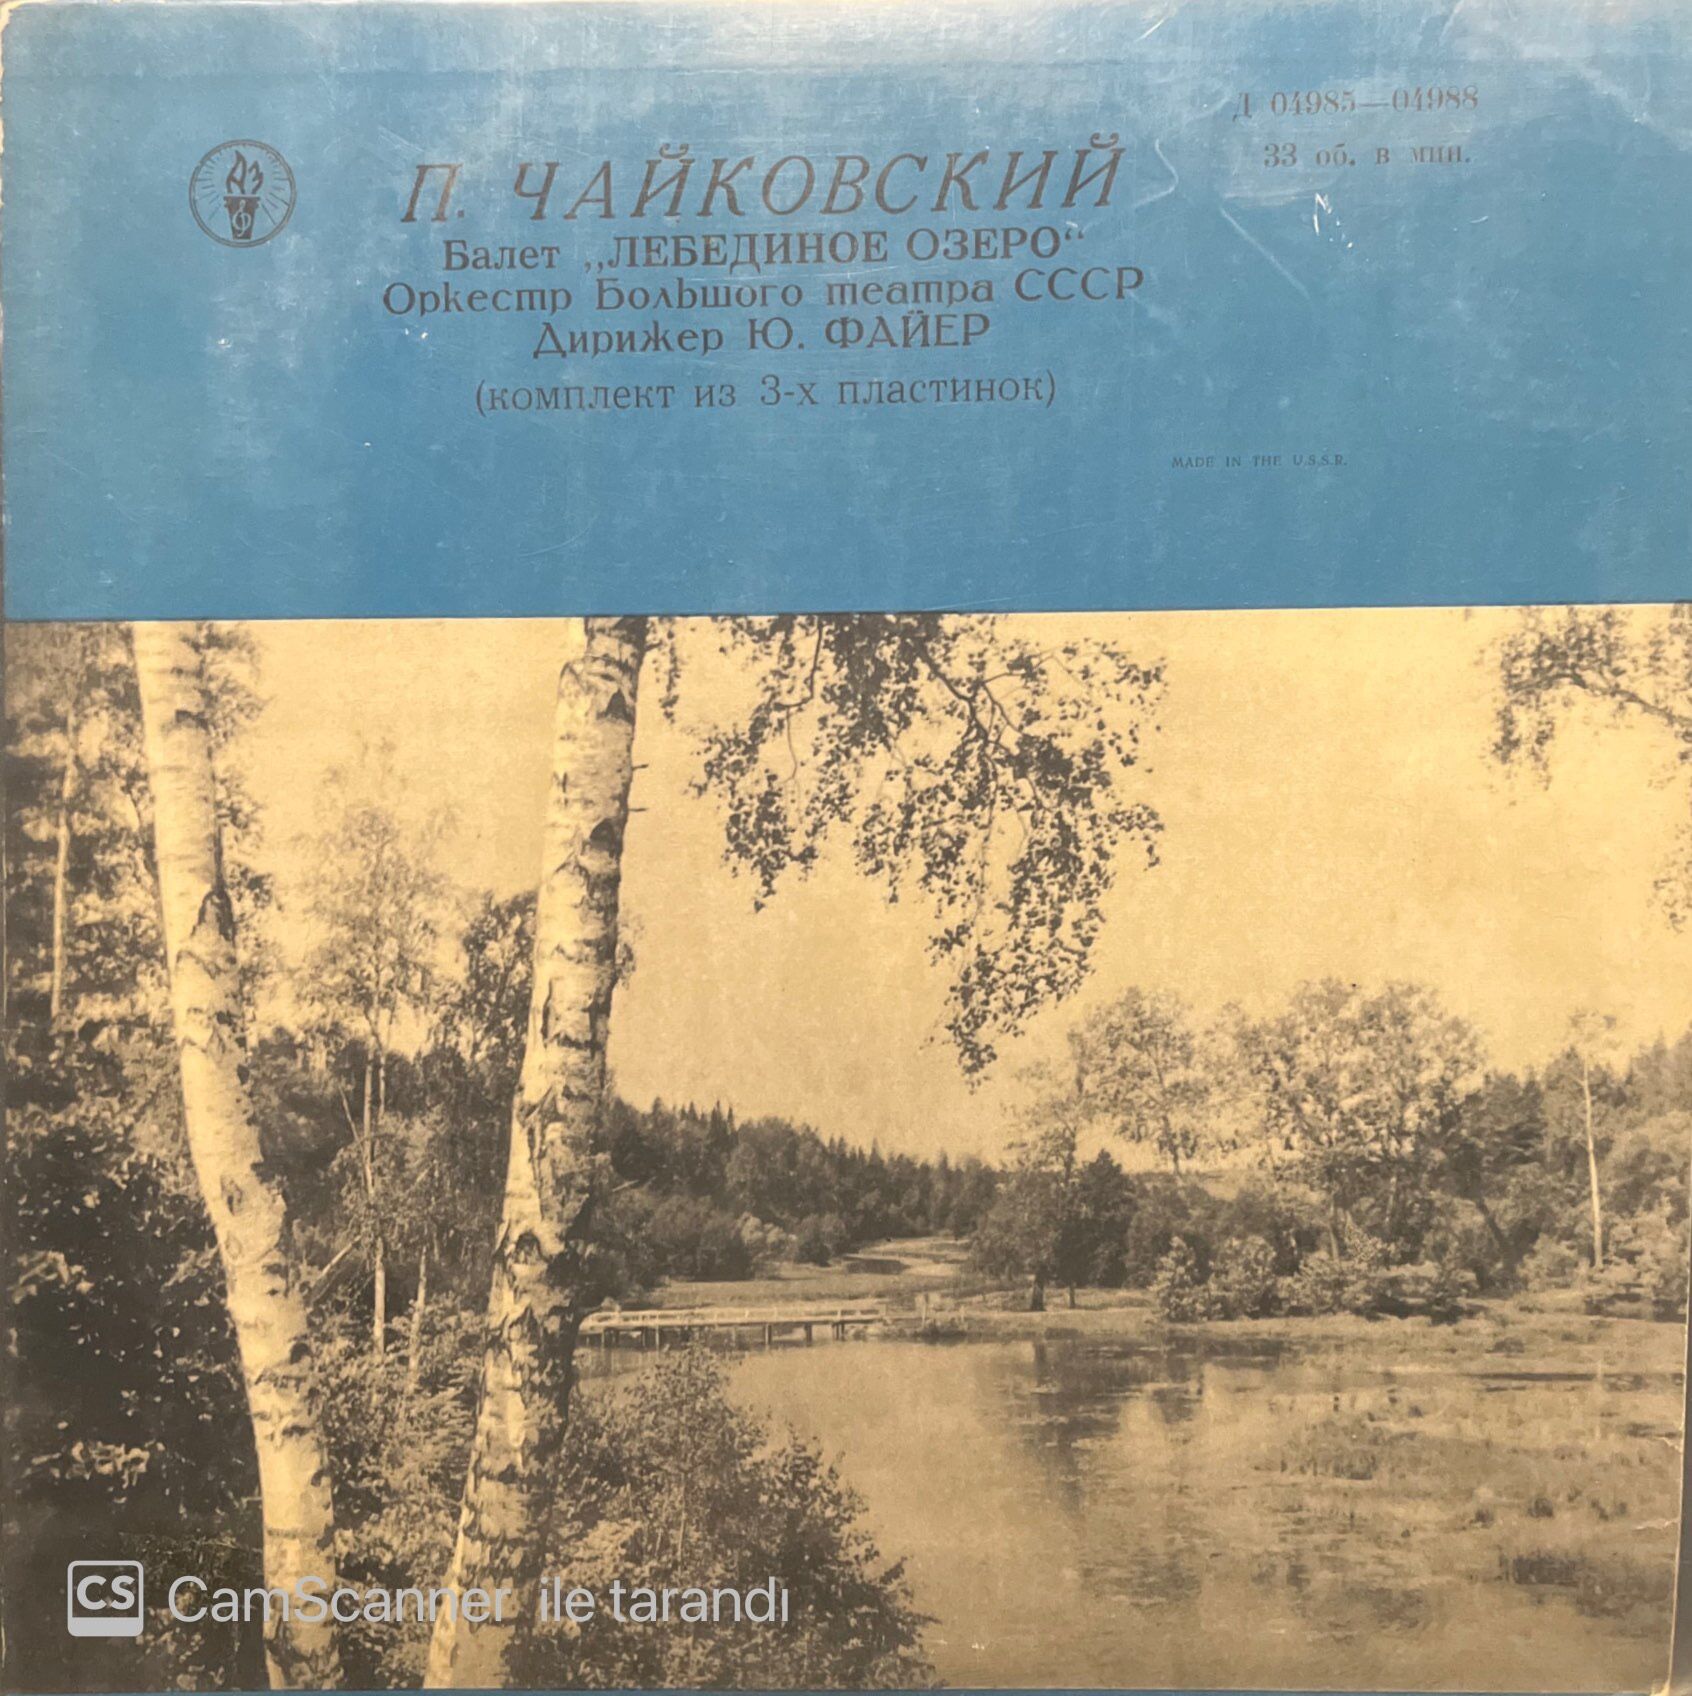 Д 04985—04988
33 об. в мин.
ДЗ
П. ЧАЙКОВСКИЙ
Балет „ЛЕБЕДИНОЕ ОЗЕРО“
Оркестр Большого театра СССР
Дирижер Ю. ФАЙЕР
(комплект из 3-х пластинок)
MADE IN THE U.S.S.R.
CS CamScanner ile tarandı